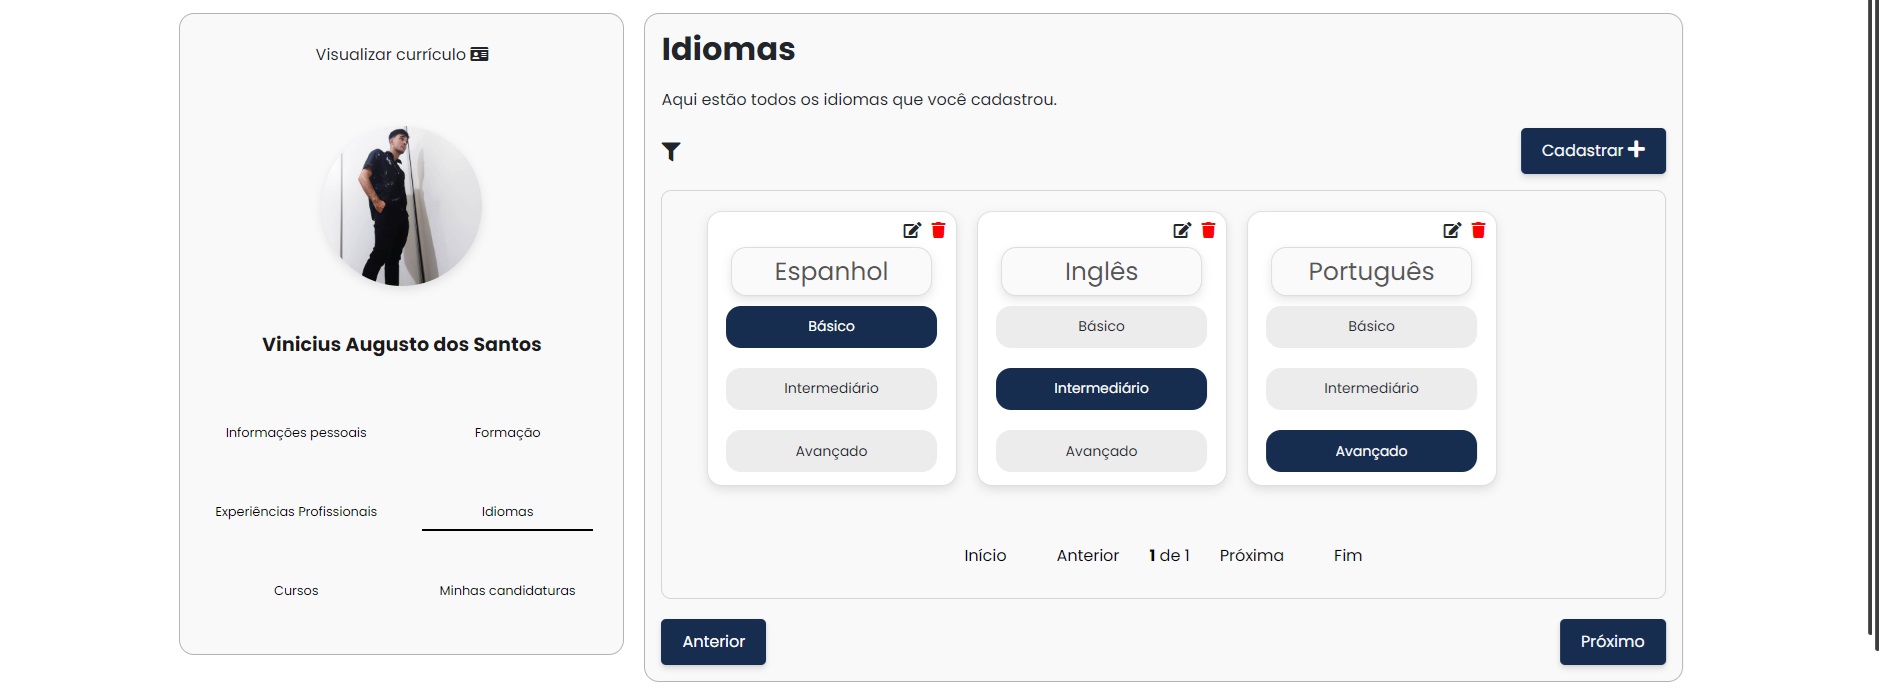 Visualizar currículo
Vinicius Augusto dos Santos
Informações pessoais
Formação
Experiências Profissionais
Idiomas
Cursos
Minhas candidaturas
Idiomas
Aqui estão todos os idiomas que você cadastrou.
Cadastrar
Espanhol
Básico
Intermediário
Avançado
Inglês
Básico
Intermediário
Avançado
Português
Básico
Intermediário
Avançado
Início Anterior 1 de 1 Próxima Fim
Anterior
Próximo